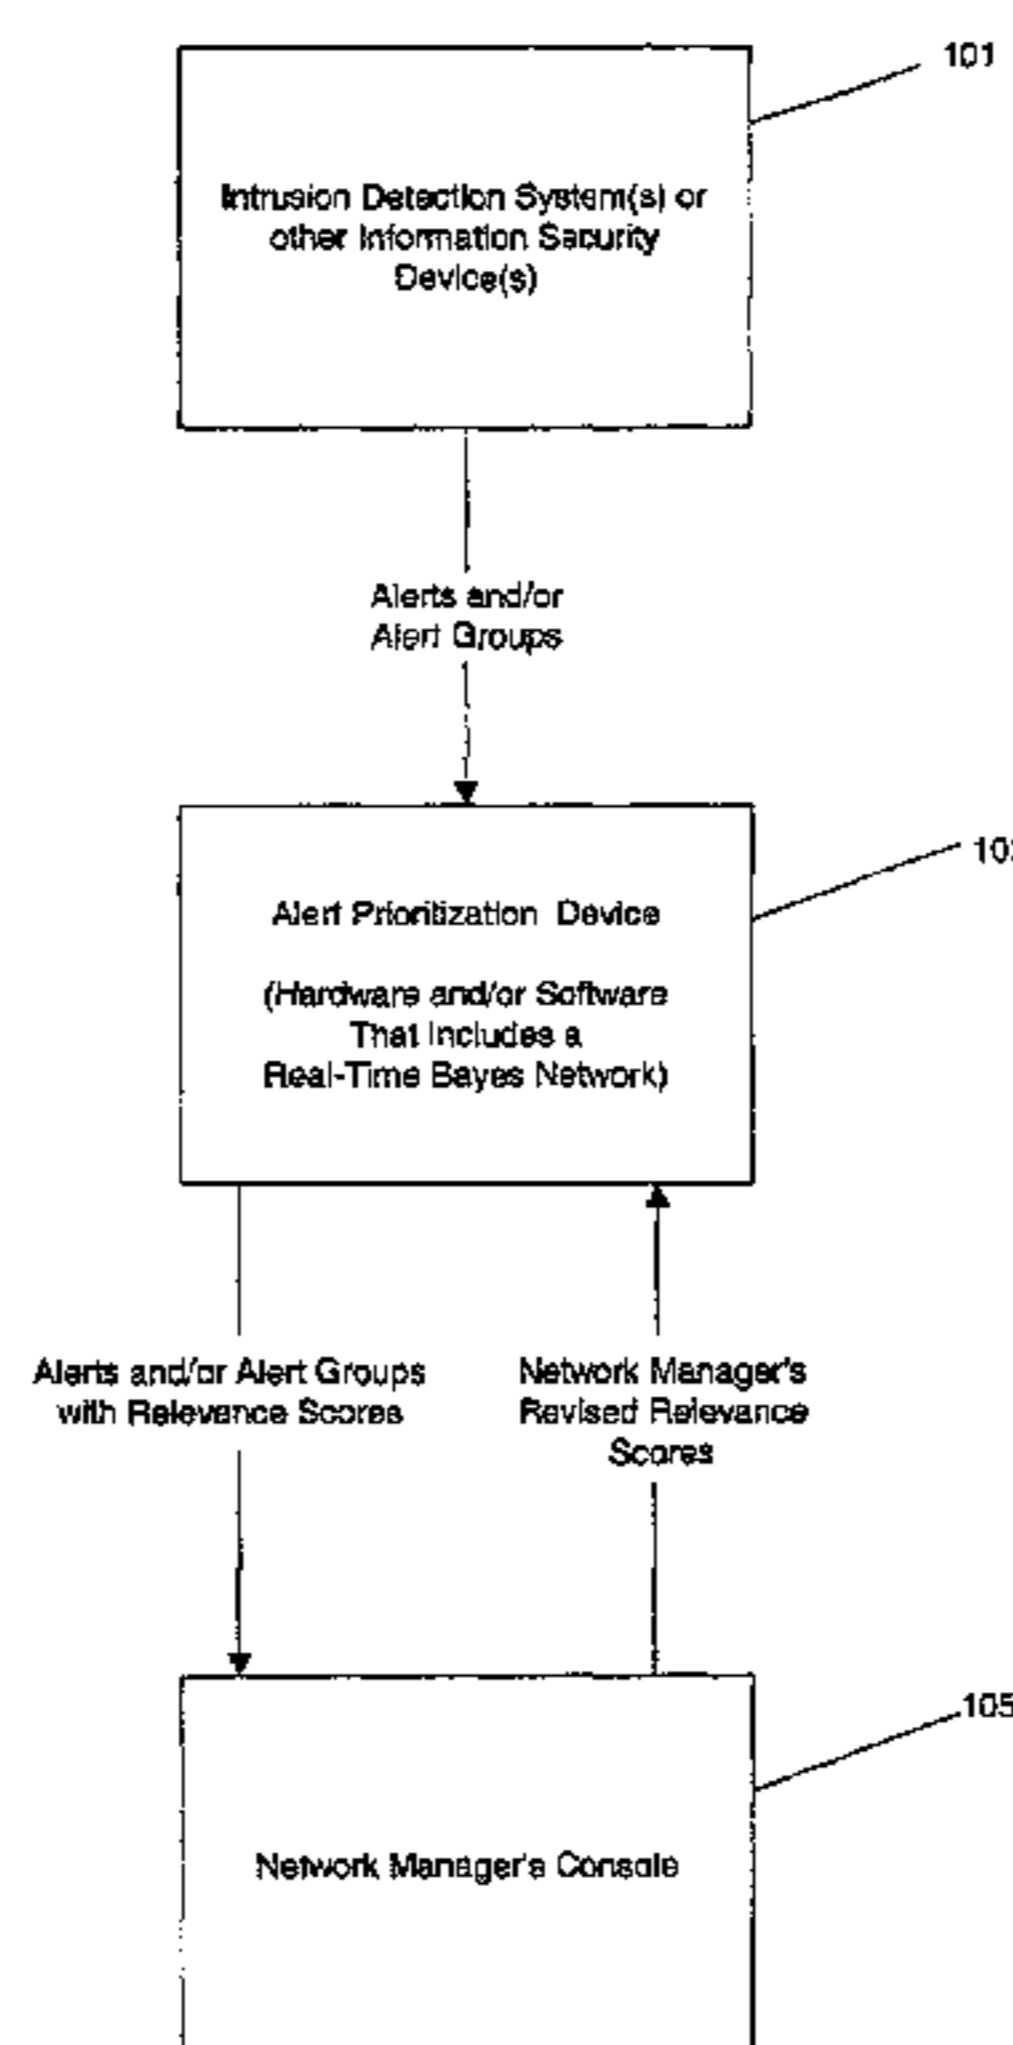 101
Intrusion Detection System(s) or
other Information Security
Device(s)
Alerts and/or
Alert Groups
Alert Prioritization Device
(Hardware and/or Software
That Includes a
Real-Time Bayes Network)
Alerts and/or Alert Groups
with Relevance Scores
Network Manager's
Revised Relevance
Scores
105
Network Manager's Console